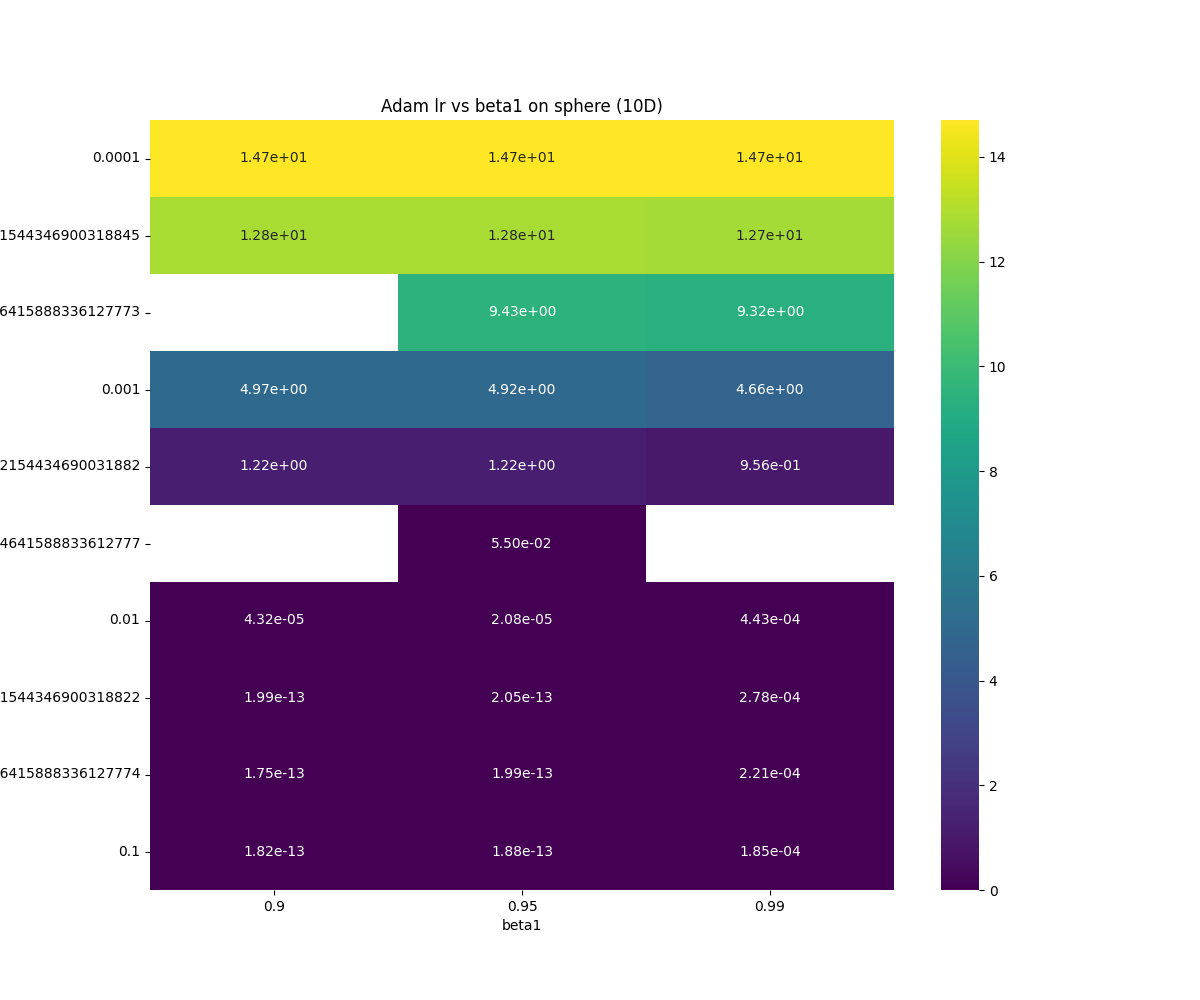 Adam lr vs beta1 on sphere (10D)
0.0001 1.47e+01 1.47e+01 1.47e+01
1544346900318845 1.28e+01 1.28e+01 1.27e+01
6415888336127773 9.43e+00 9.32e+00
0.001 4.97e+00 4.92e+00 4.66e+00
2154434690031882 1.22e+00 1.22e+00 9.56e-01
4641588833612777 5.50e-02
0.01 4.32e-05 2.08e-05 4.43e-04
1544346900318822 1.99e-13 2.05e-13 2.78e-04
6415888336127774 1.75e-13 1.99e-13 2.21e-04
0.1 1.82e-13 1.88e-13 1.85e-04
0.9 0.95 0.99
beta1
14
12
10
8
6
4
2
0